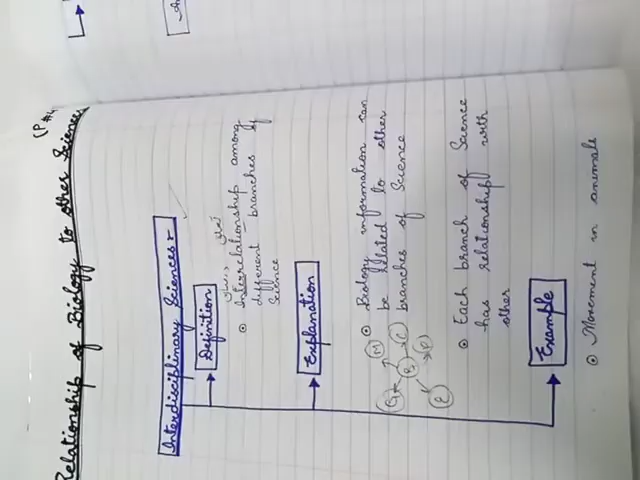 Relationship of Biology to other Sciences
(P #
Interdisciplinary Sciences:
Definition
Interrelationship among
different branches of
Science
Explanation
Biology information can
be llated to other
branches of Science
M
C
B
P
E
Each branch of Science
has relationship with
other
Example
Movement in animals